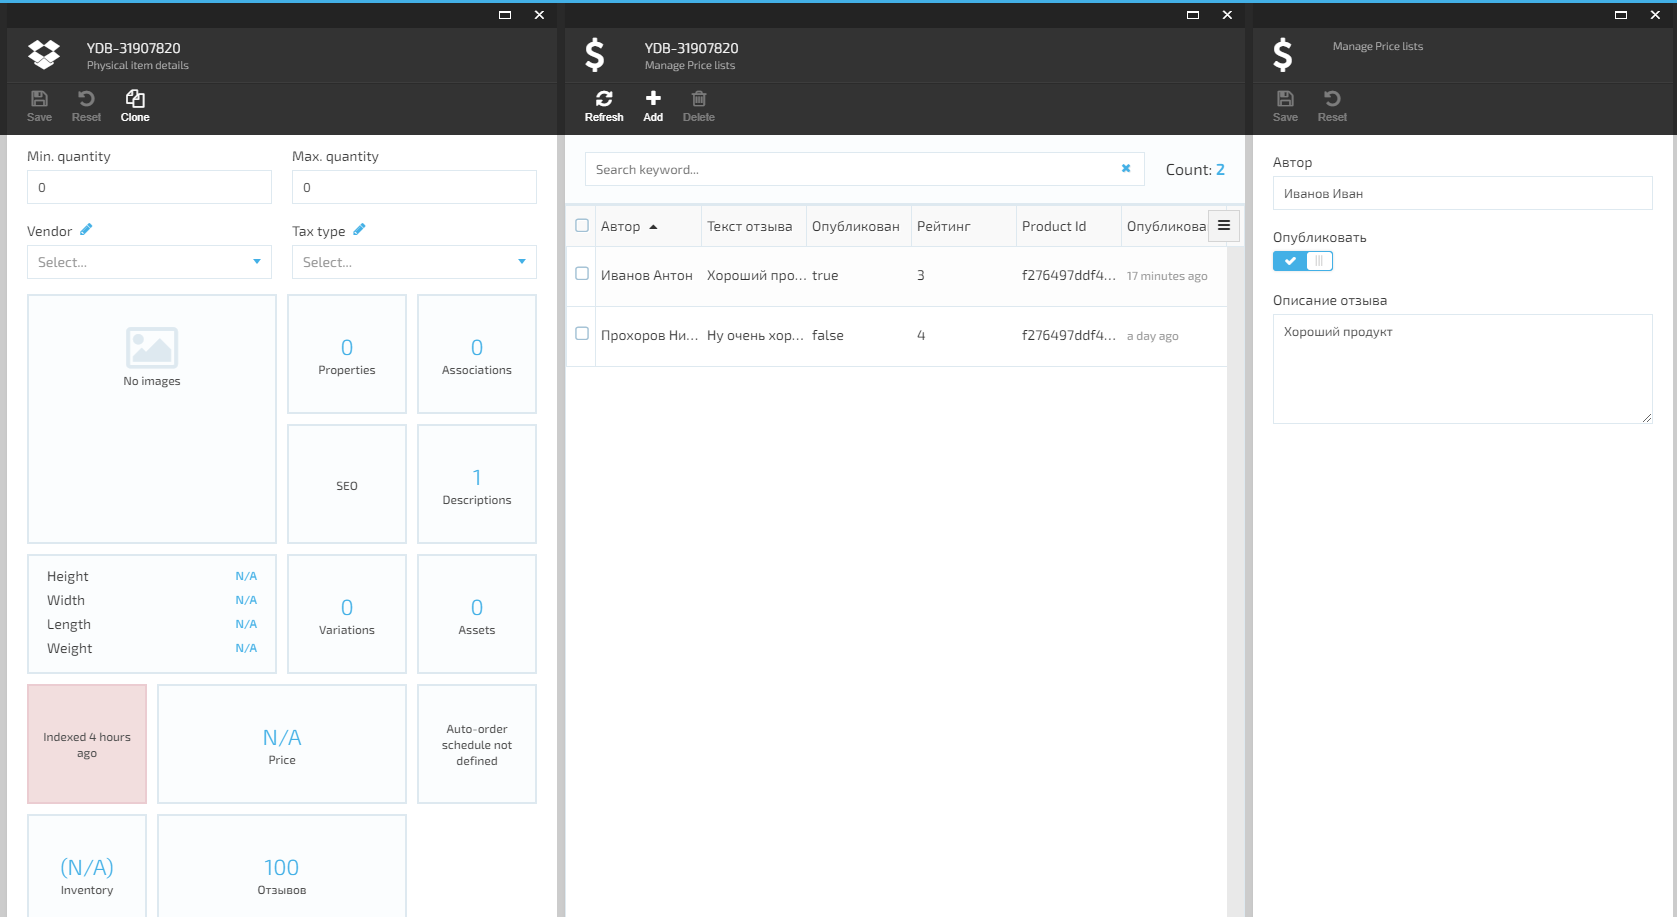 YDB-31907820
Physical item details
Save Reset Clone
Min. quantity Max. quantity
0 0
Vendor Tax type
Select... Select...
No images
0
Properties
0
Associations
SEO
1
Descriptions
Height N/A
Width N/A
Length N/A
Weight N/A
0
Variations
0
Assets
Indexed 4 hours
ago
N/A
Price
Auto-order
schedule not
defined
(N/A)
Inventory
100
Отзывов
YDB-31907820
Manage Price lists
Refresh Add Delete
Search keyword... Count: 2
Автор Текст отзыва Опубликован Рейтинг Product Id Опубликова
Иванов Антон Хороший про... true 3 f276497ddf4... 17 minutes ago
Прохоров Ни... Ну очень хор... false 4 f276497ddf4... a day ago
Manage Price lists
Save Reset
Автор
Иванов Иван
Опубликовать
Описание отзыва
Хороший продукт